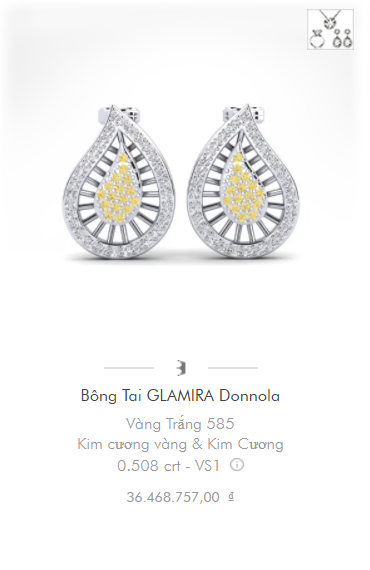 Bông Tai GLAMIRA Donnola
Vàng Trắng 585
Kim cương vàng & Kim Cương
0.508 crt - VS1
36.468.757,00 ₫